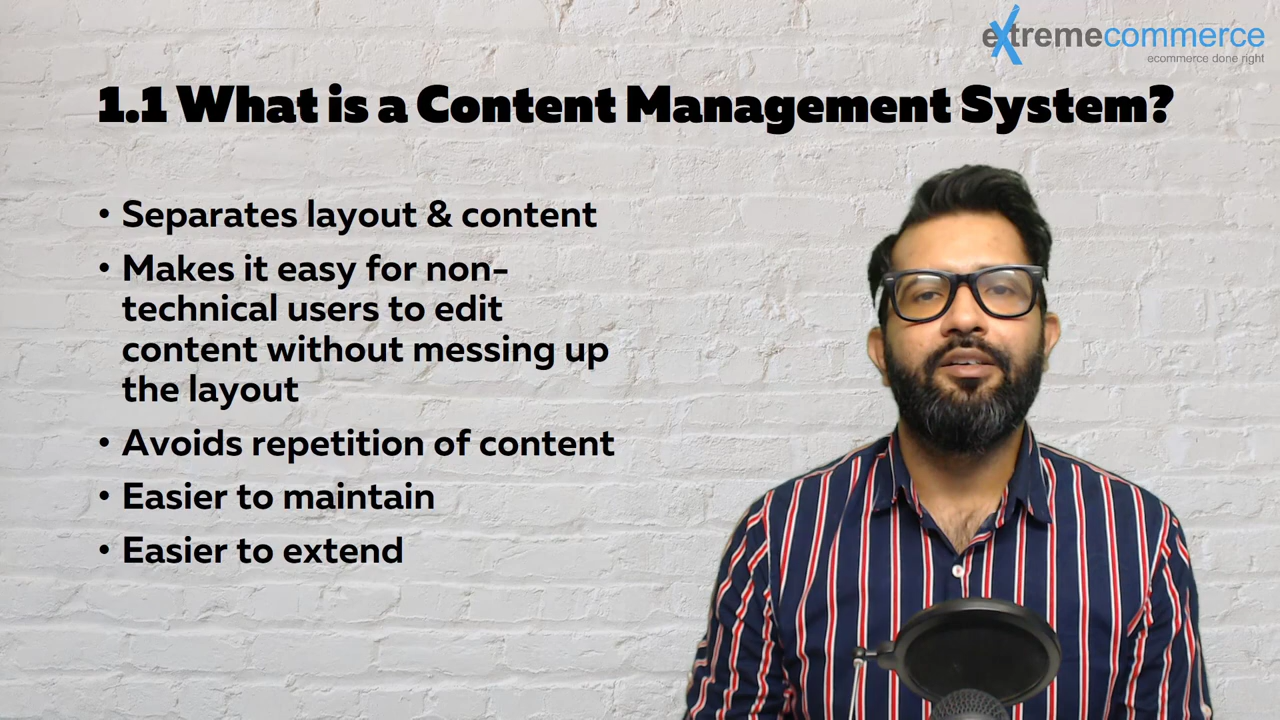 extremecommerce
ecommerce done right
1.1 What is a Content Management System?
• Separates layout & content
• Makes it easy for non-
technical users to edit
content without messing up
the layout
• Avoids repetition of content
• Easier to maintain
• Easier to extend